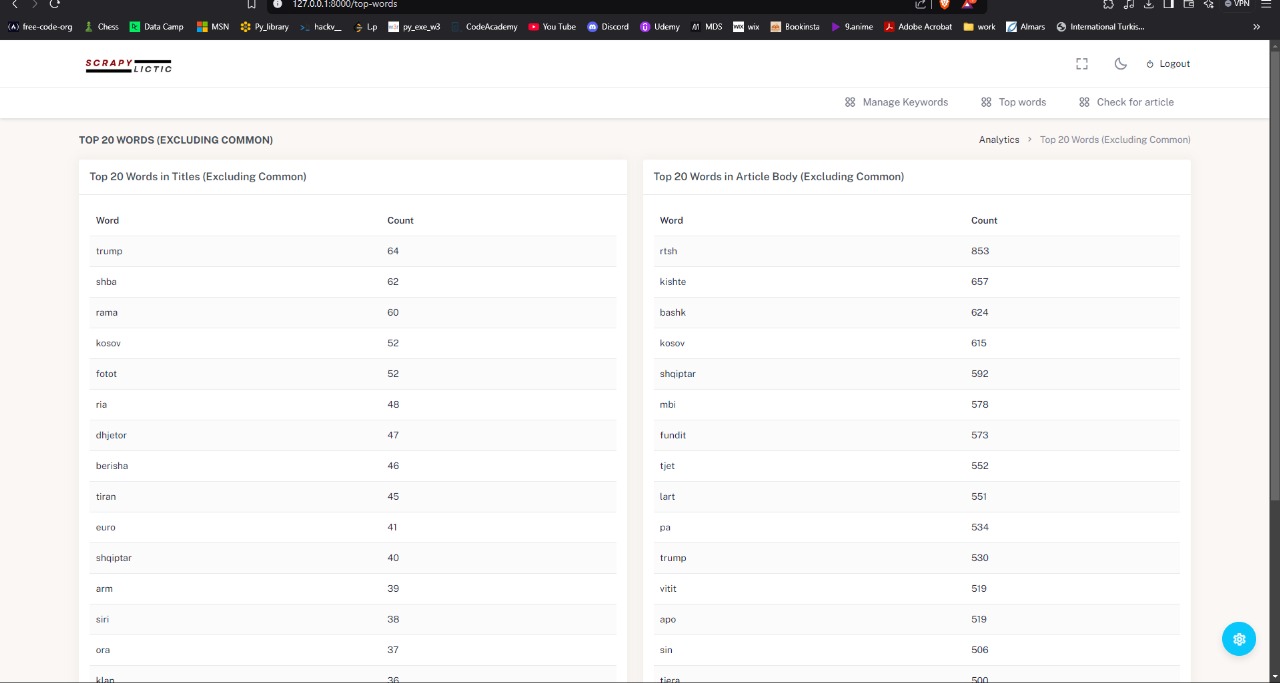 127.0.0.1:8000/top-words
VPN
free-code-org Chess Data Camp MSN Py_library hackv__ L.p py_exe_w3 CodeAcademy You Tube Discord Udemy MDS wix Bookinsta 9.anime Adobe Acrobat work Almars International Turkis...
SCRAPY LICTIC
Logout
Manage Keywords Top words Check for article
TOP 20 WORDS (EXCLUDING COMMON)
Analytics > Top 20 Words (Excluding Common)
Top 20 Words in Titles (Excluding Common)
Word Count
trump 64
shba 62
rama 60
kosov 52
fotot 52
ria 48
dhjetor 47
berisha 46
tiran 45
euro 41
shqiptar 40
arm 39
siri 38
ora 37
klan 36
Top 20 Words in Article Body (Excluding Common)
Word Count
rtsh 853
kishte 657
bashk 624
kosov 615
shqiptar 592
mbi 578
fundit 573
tjet 552
lart 551
pa 534
trump 530
vitit 519
apo 519
sin 506
tjera 500